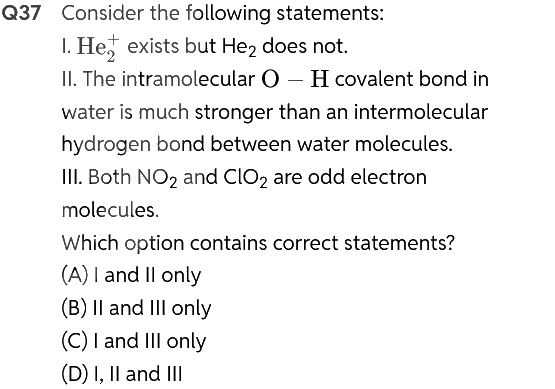 Q37 Consider the following statements:
I. He₂⁺ exists but He₂ does not.
II. The intramolecular O – H covalent bond in
water is much stronger than an intermolecular
hydrogen bond between water molecules.
III. Both NO₂ and ClO₂ are odd electron
molecules.
Which option contains correct statements?
(A) I and II only
(B) II and III only
(C) I and III only
(D) I, II and III